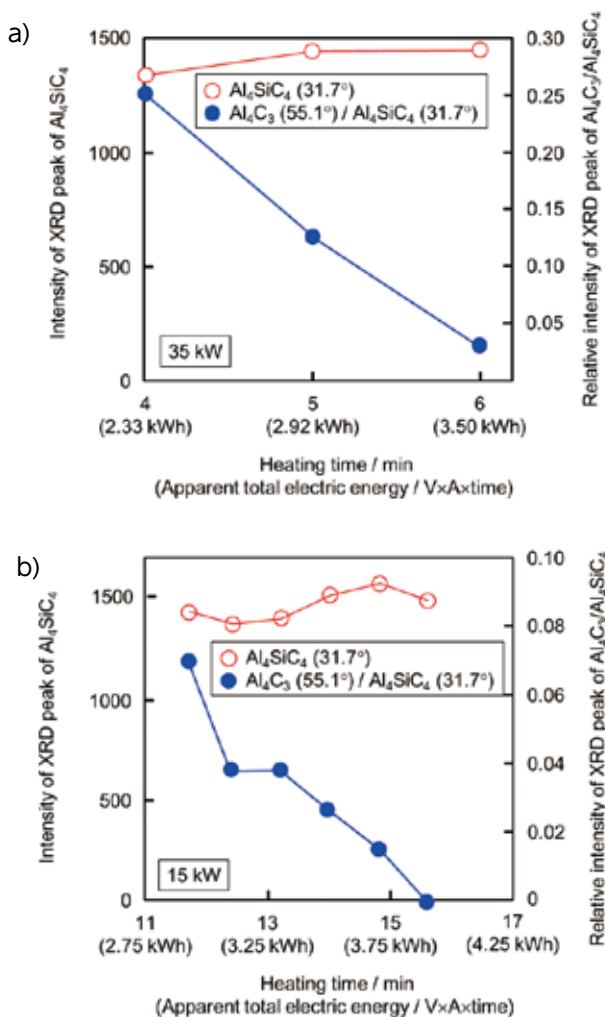 a)
1500
1000
500
0
Intensity of XRD peak of Al₄SiC₄
Al₄SiC₄ (31.7°)
Al₄C₃ (55.1°) / Al₄SiC₄ (31.7°)
35 kW
0.30
0.25
0.20
0.15
0.10
0.05
Relative intensity of XRD peak of Al₄C₃/Al₄SiC₄
4 5 6
(2.33 kWh) (2.92 kWh) (3.50 kWh)
Heating time / min
(Apparent total electric energy / V×A×time)
b)
1500
1000
500
0
Intensity of XRD peak of Al₄SiC₄
Al₄SiC₄ (31.7°)
Al₄C₃ (55.1°) / Al₄SiC₄ (31.7°)
15 kW
0.10
0.08
0.06
0.04
0.02
0
Relative intensity of XRD peak of Al₄C₃/Al₄SiC₄
11 13 15 17
(2.75 kWh) (3.25 kWh) (3.75 kWh) (4.25 kWh)
Heating time / min
(Apparent total electric energy / V×A×time)